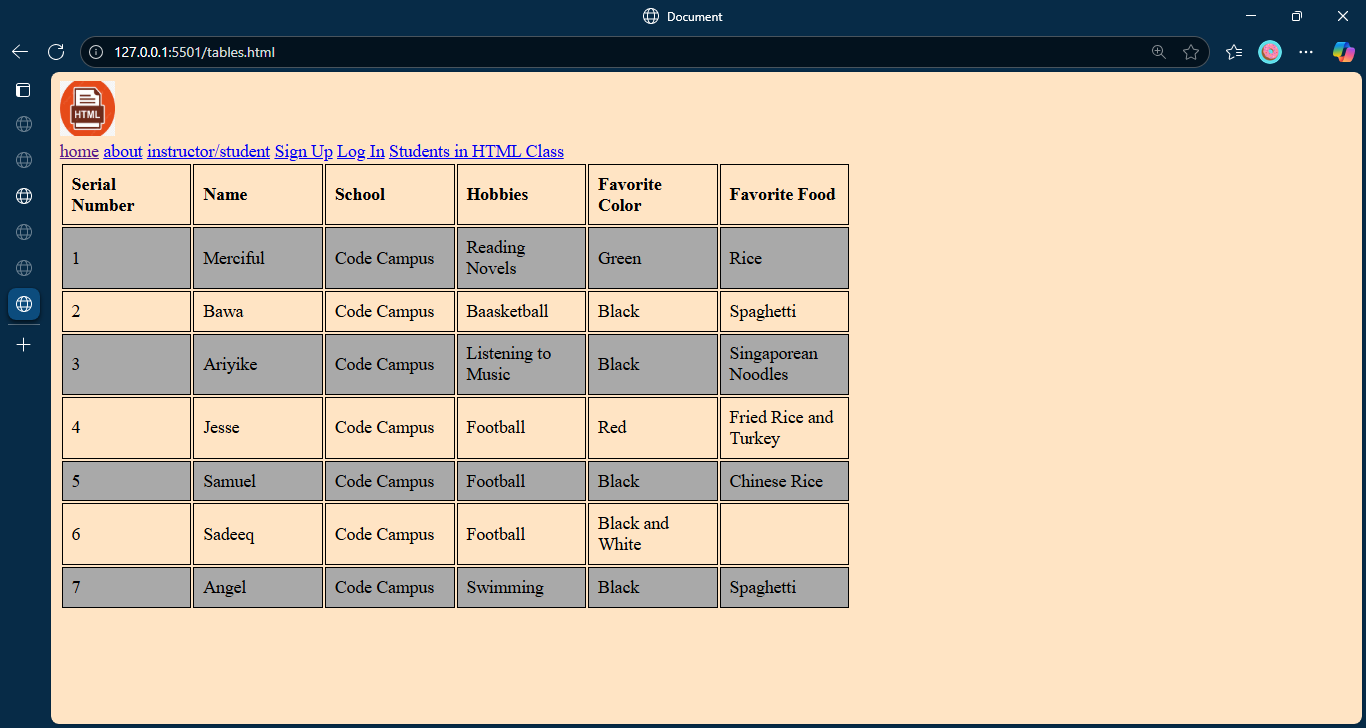 Document
127.0.0.1:5501/tables.html
HTML
home about instructor/student Sign Up Log In Students in HTML Class
Serial Number Name School Hobbies Favorite Color Favorite Food
1 Merciful Code Campus Reading Novels Green Rice
2 Bawa Code Campus Baasketball Black Spaghetti
3 Ariyike Code Campus Listening to Music Black Singaporean Noodles
4 Jesse Code Campus Football Red Fried Rice and Turkey
5 Samuel Code Campus Football Black Chinese Rice
6 Sadeeq Code Campus Football Black and White
7 Angel Code Campus Swimming Black Spaghetti